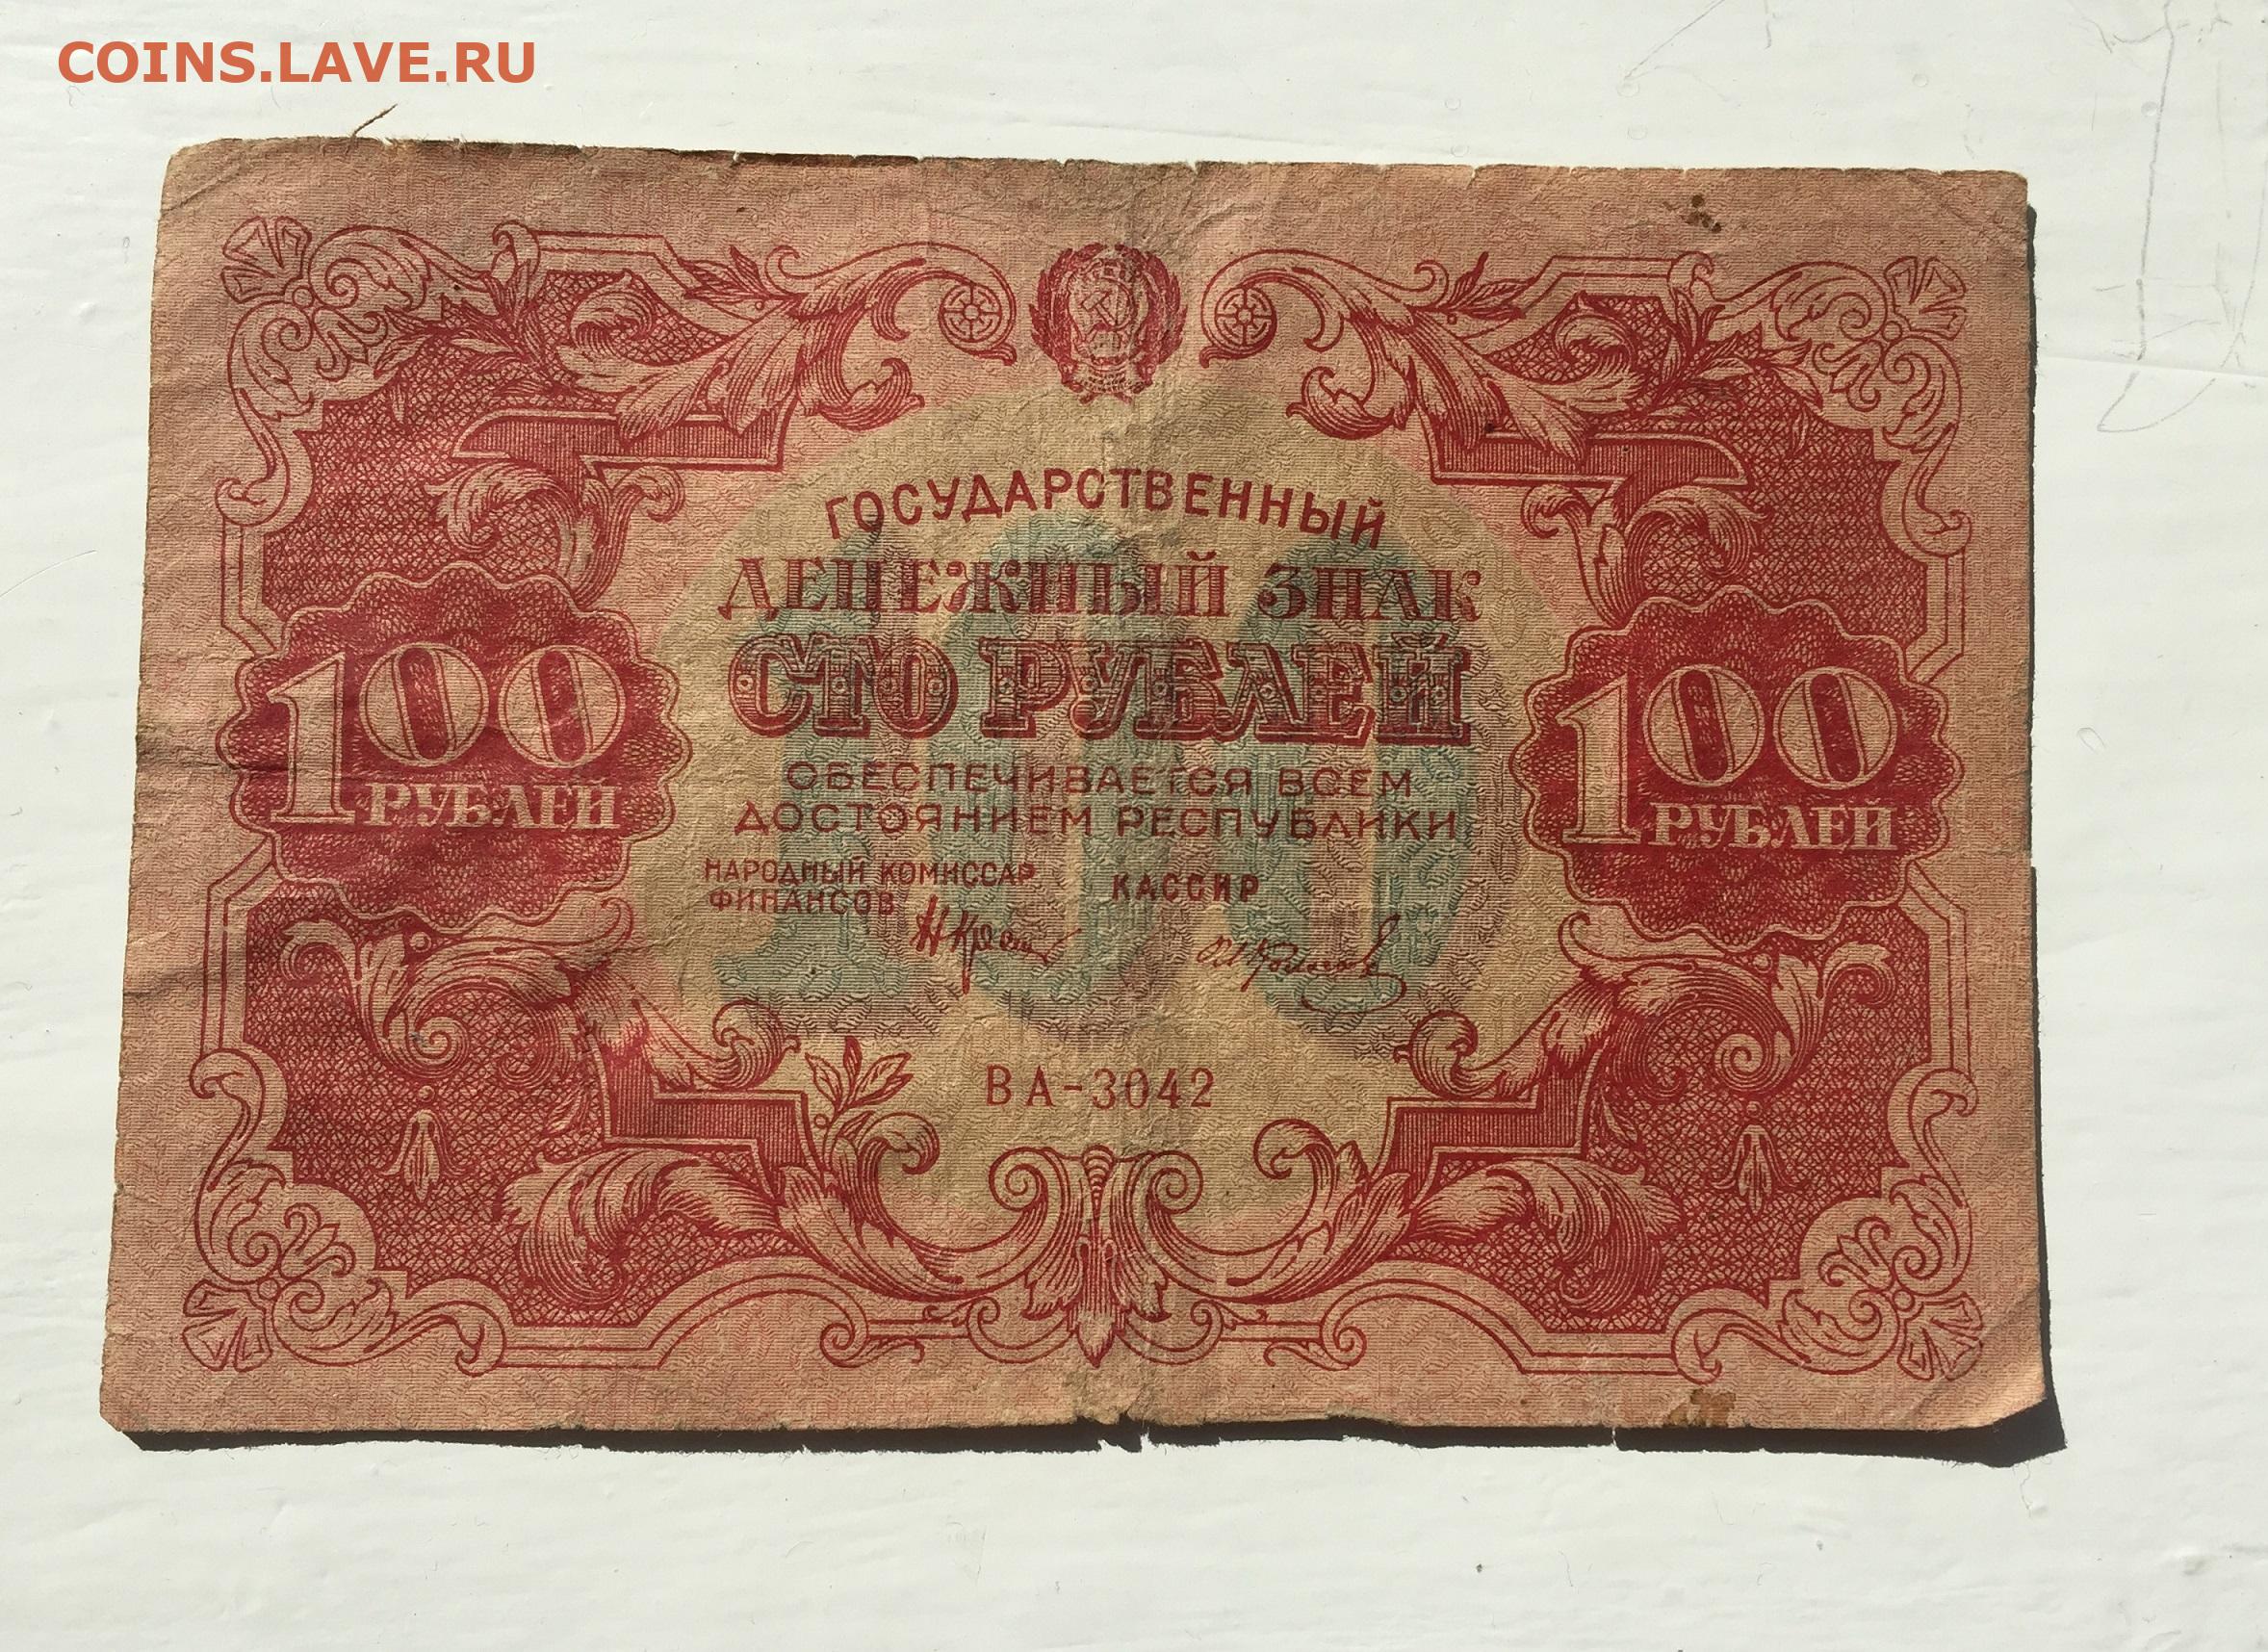 COINS.LAVE.RU
ГОСУДАРСТВЕННЫЙ
ДЕНЕЖНЫЙ ЗНАК
СТО РУБЛЕЙ
100
100
РУБЛЕЙ
100
РУБЛЕЙ
ОБЕСПЕЧИВАЕТСЯ ВСЕМ
ДОСТОЯНИЕМ РЕСПУБЛИКИ
НАРОДНЫЙ КОМИССАР
ФИНАНСОВ
КАССИР
ВА-3042